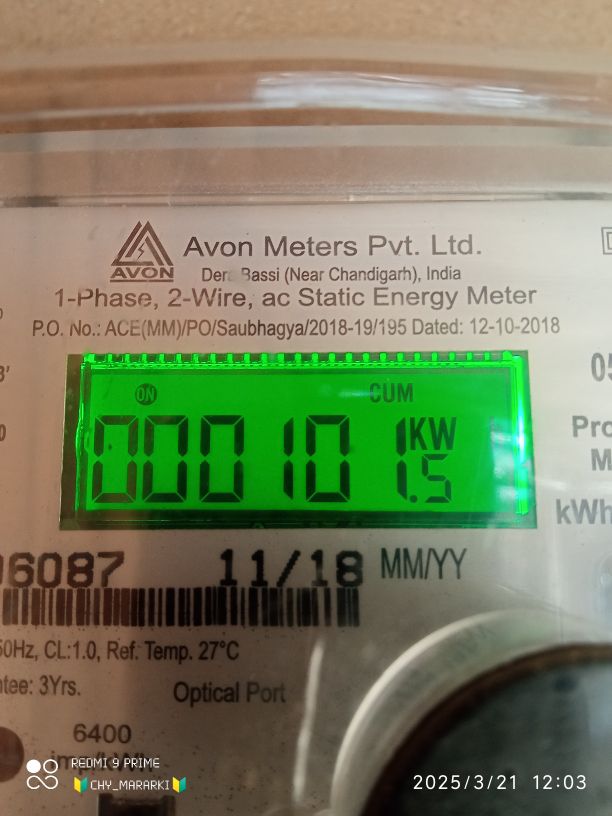 AVON
Avon Meters Pvt. Ltd.
Dera Bassi (Near Chandigarh), India
1-Phase, 2-Wire, ac Static Energy Meter
P.O. No.: ACE(MM)/PO/Saubhagya/2018-19/195 Dated: 12-10-2018
ON CUM
000101.5 KW
kWh
6087 11/18 MM/YY
50Hz, CL:1.0, Ref. Temp. 27°C
3Yrs.
Optical Port
6400
imp/kWh
REDMI 9 PRIME
CHY_MARARKI
2025/3/21 12:03